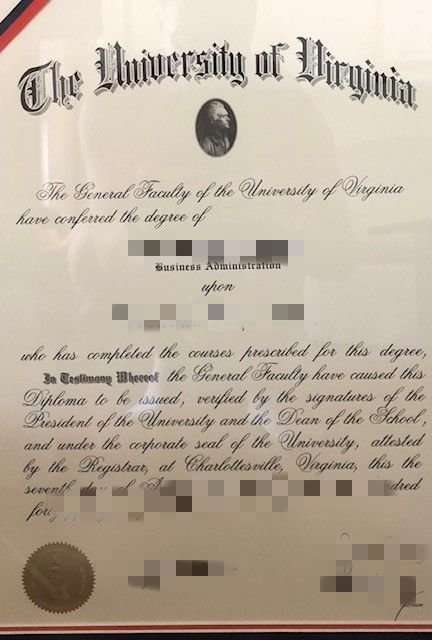 The University of Virginia
The General Faculty of the University of Virginia
have conferred the degree of
Business Administration
upon
who has completed the courses prescribed for this degree,
In Testimony Whereof the General Faculty have caused this
Diploma to be issued, verified by the signatures of the
President of the University and the Dean of the School,
and under the corporate seal of the University, attested
by the Registrar, at Charlottesville, Virginia, this the
seventh day of